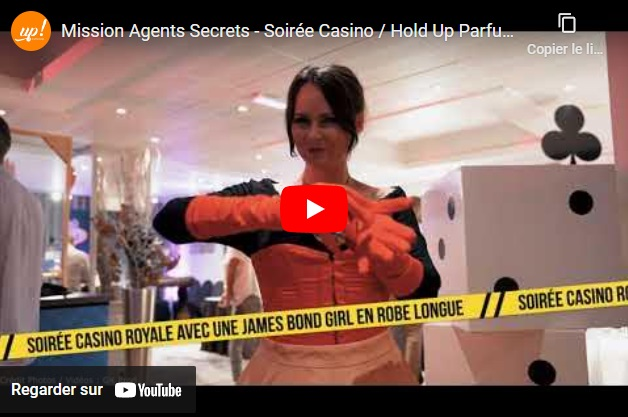 up!
Mission Agents Secrets - Soirée Casino / Hold Up Parfu...
Copier le li...
SOIRÉE CASINO ROYALE AVEC UNE JAMES BOND GIRL EN ROBE LONGUE // SOIRÉE CASINO RO
Regarder sur YouTube